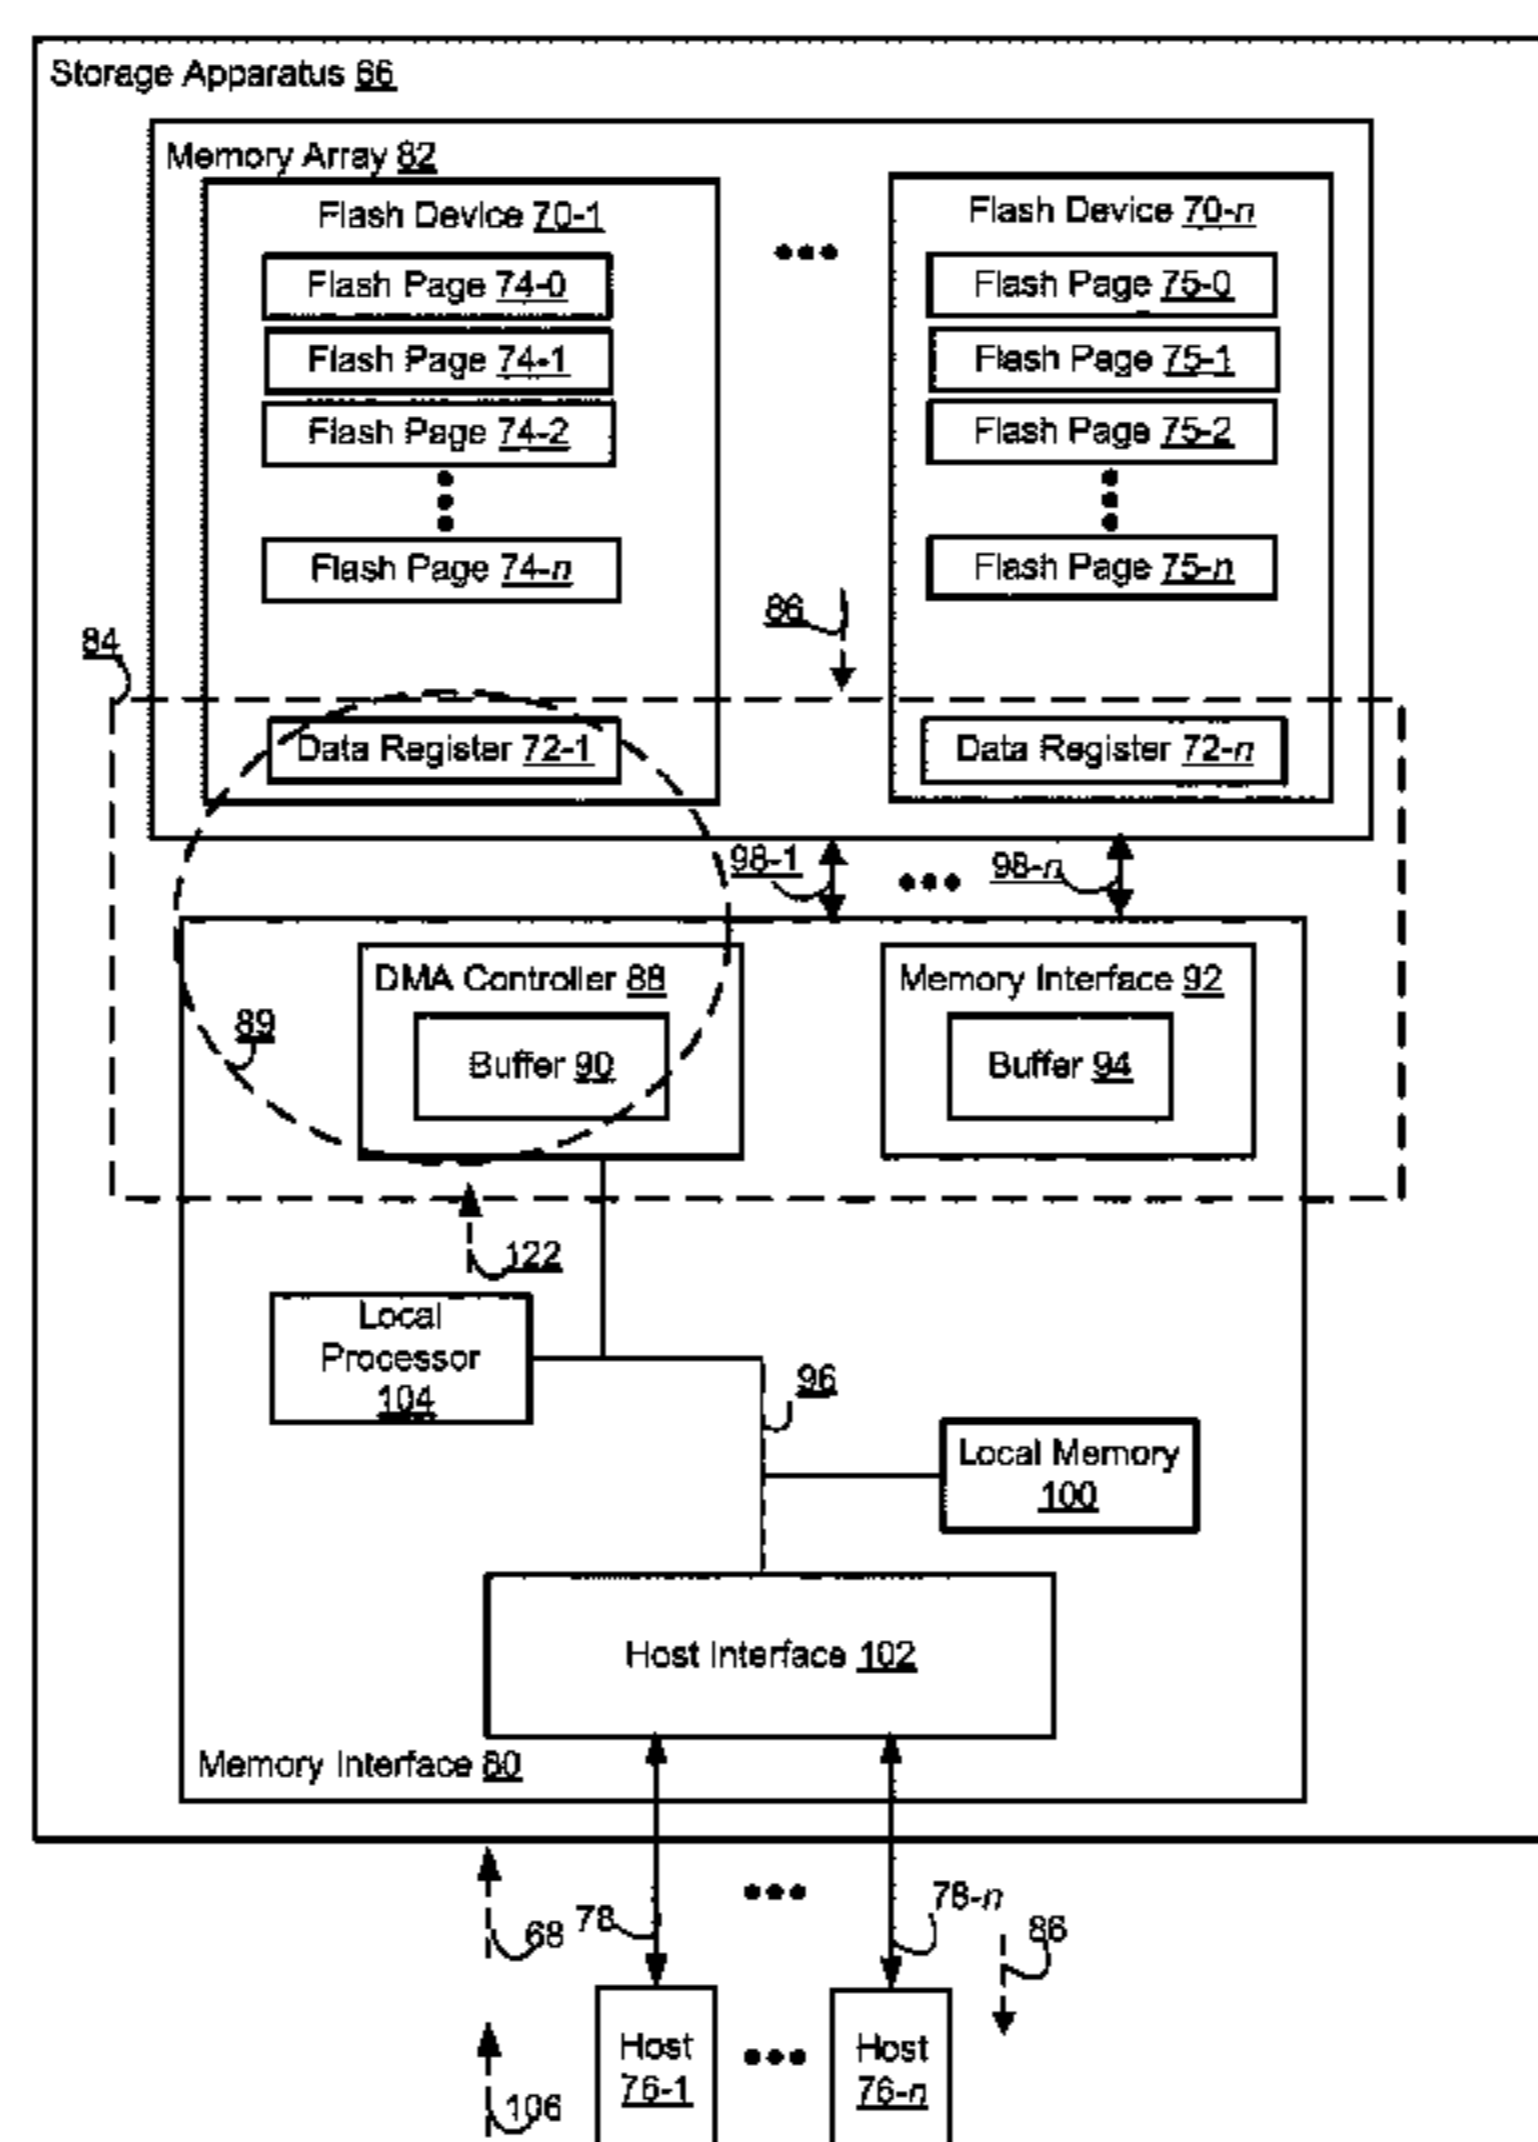 Storage Apparatus 66
Memory Array 82
Flash Device 70-1
Flash Device 70-n
Flash Page 74-0
Flash Page 75-0
Flash Page 74-1
Flash Page 75-1
Flash Page 74-2
Flash Page 75-2
Flash Page 74-n
Flash Page 75-n
86
84
Data Register 72-1
Data Register 72-n
98-1
98-n
DMA Controller 88
Memory Interface 92
89
Buffer 90
Buffer 94
122
Local
Processor
104
96
Local Memory
100
Host Interface 102
Memory Interface 80
78-n
68
78
86
Host
76-1
Host
76-n
106